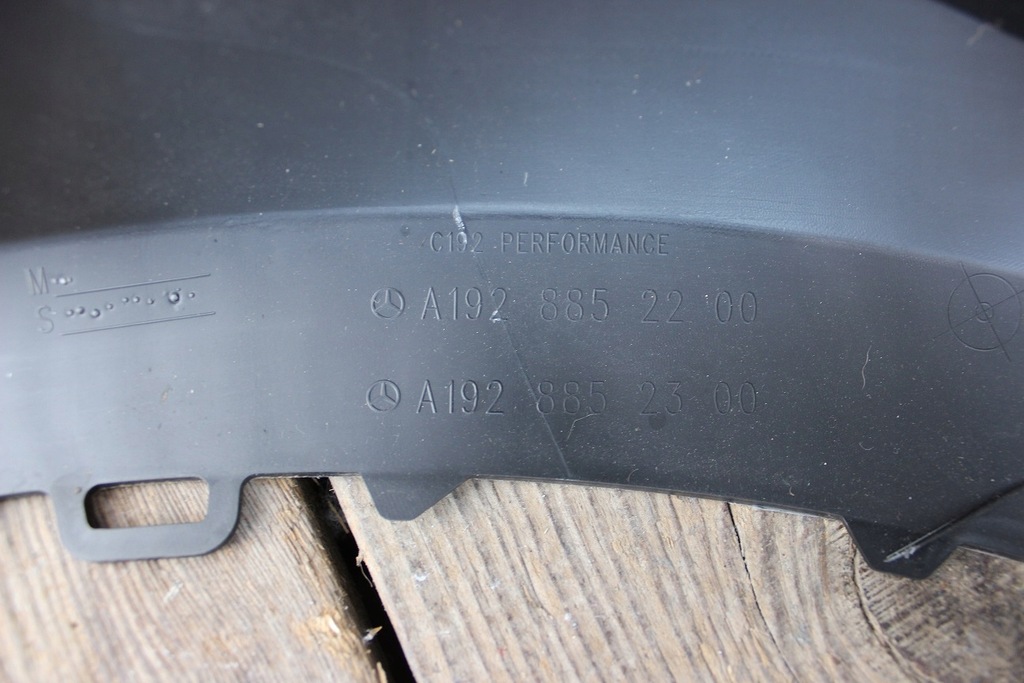 C192 PERFORMANCE
M
A192 885 22 00
S
A192 885 23 00